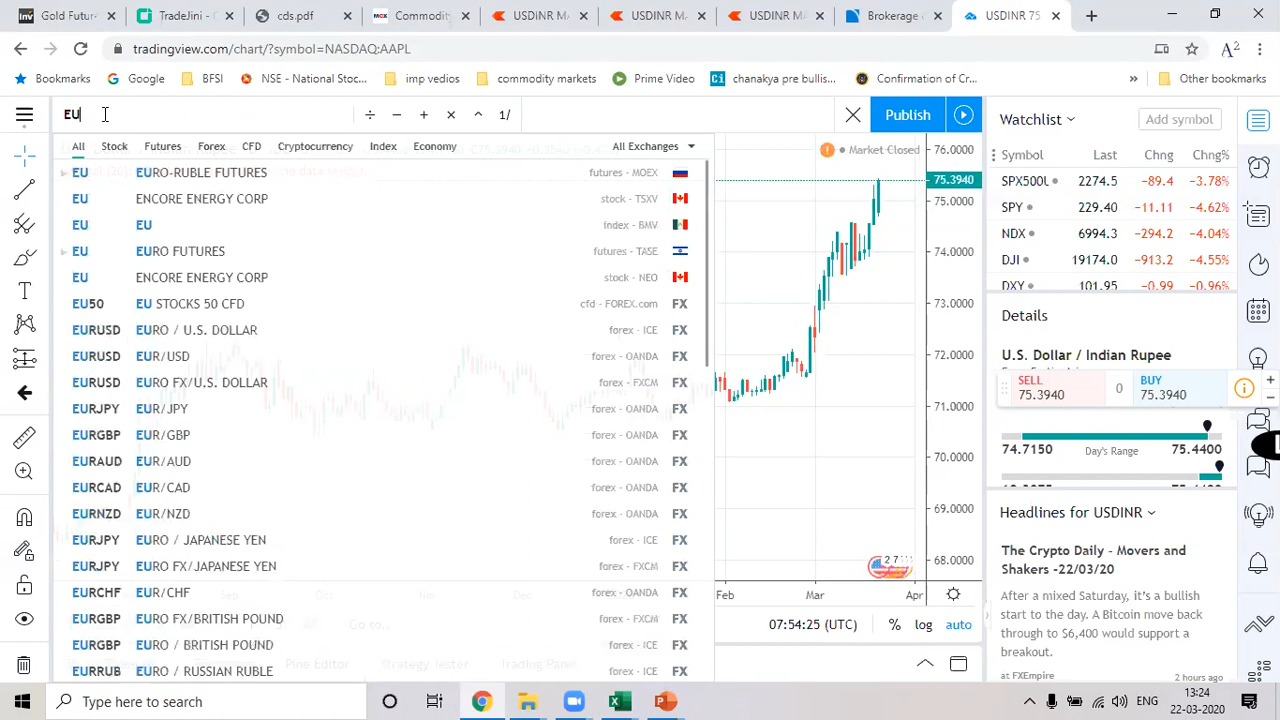 Gold Futur
TradeJini - C
cds.pdf
Commodity
USDINR M
USDINR M
USDINR M
Brokerage
USDINR 75
tradingview.com/chart/?symbol=NASDAQ:AAPL
Bookmarks
Google
BFSI
NSE - National Stoc...
imp vedios
commodity markets
Prime Video
chanakya pre bullis...
Confirmation of Cr...
»
Other bookmarks
EU
÷ − + × ^ 1/
Publish
Watchlist
Add symbol
All Stock Futures Forex CFD Cryptocurrency Index Economy All Exchanges
EU EURO-RUBLE FUTURES futures - MOEX
EU ENCORE ENERGY CORP stock - TSXV
EU EU index - BMV
EU EURO FUTURES futures - TASE
EU ENCORE ENERGY CORP stock - NEO
EU50 EU STOCKS 50 CFD cfd - FOREX.com FX
EURUSD EURO / U.S. DOLLAR forex - ICE FX
EURUSD EUR/USD forex - OANDA FX
EURUSD EURO FX/U.S. DOLLAR forex - FXCM FX
EURJPY EUR/JPY forex - OANDA FX
EURGBP EUR/GBP forex - OANDA FX
EURAUD EUR/AUD forex - OANDA FX
EURCAD EUR/CAD forex - OANDA FX
EURNZD EUR/NZD forex - OANDA FX
EURJPY EURO / JAPANESE YEN forex - ICE FX
EURJPY EURO FX/JAPANESE YEN forex - FXCM FX
EURCHF EUR/CHF forex - OANDA FX
EURGBP EURO FX/BRITISH POUND forex - FXCM FX
EURGBP EURO / BRITISH POUND forex - ICE FX
EURRUB EURO / RUSSIAN RUBLE forex - ICE FX
Sep Oct Nov Dec
Go to..
Pine Editor Strategy Tester Trading Panel
Market Closed
76.0000
75.3940
75.0000
74.0000
73.0000
72.0000
71.0000
70.0000
69.0000
68.0000
Feb Mar Apr
07:54:25 (UTC) % log auto
Symbol Last Chng Chng%
SPX500U 2274.5 -89.4 -3.78%
SPY 229.40 -11.11 -4.62%
NDX 6994.3 -294.2 -4.04%
DJI 19174.0 -913.2 -4.55%
DXY 101.95 -0.99 -0.96%
Details
U.S. Dollar / Indian Rupee
SELL
75.3940
0
BUY
75.3940
74.7150 Day's Range 75.4400
Headlines for USDINR
The Crypto Daily - Movers and
Shakers -22/03/20
After a mixed Saturday, it's a bullish
start to the day. A Bitcoin move back
through to $6,400 would support a
breakout.
at FXEmpire 2 hours ago
Type here to search
13:24
22-03-2020